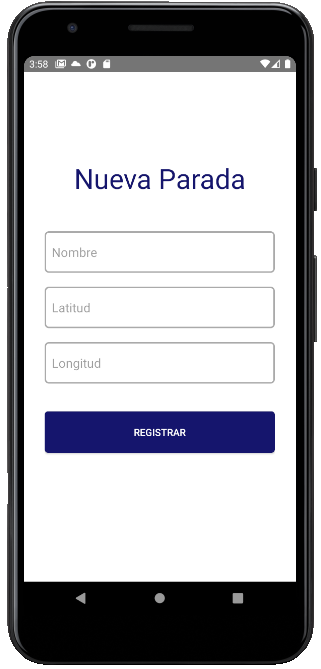 3:58
Nueva Parada
Nombre
Latitud
Longitud
REGISTRAR